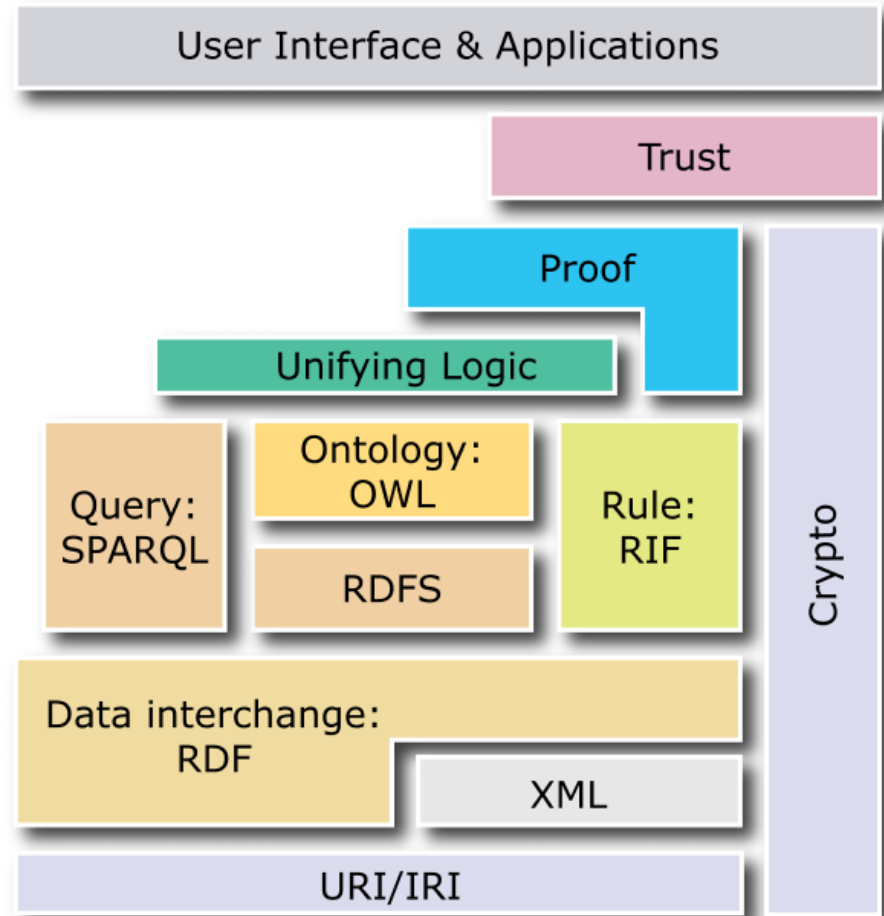 User Interface & Applications
Trust
Proof
Unifying Logic
Query:
SPARQL
Ontology:
OWL
RDFS
Rule:
RIF
Crypto
Data interchange:
RDF
XML
URI/IRI